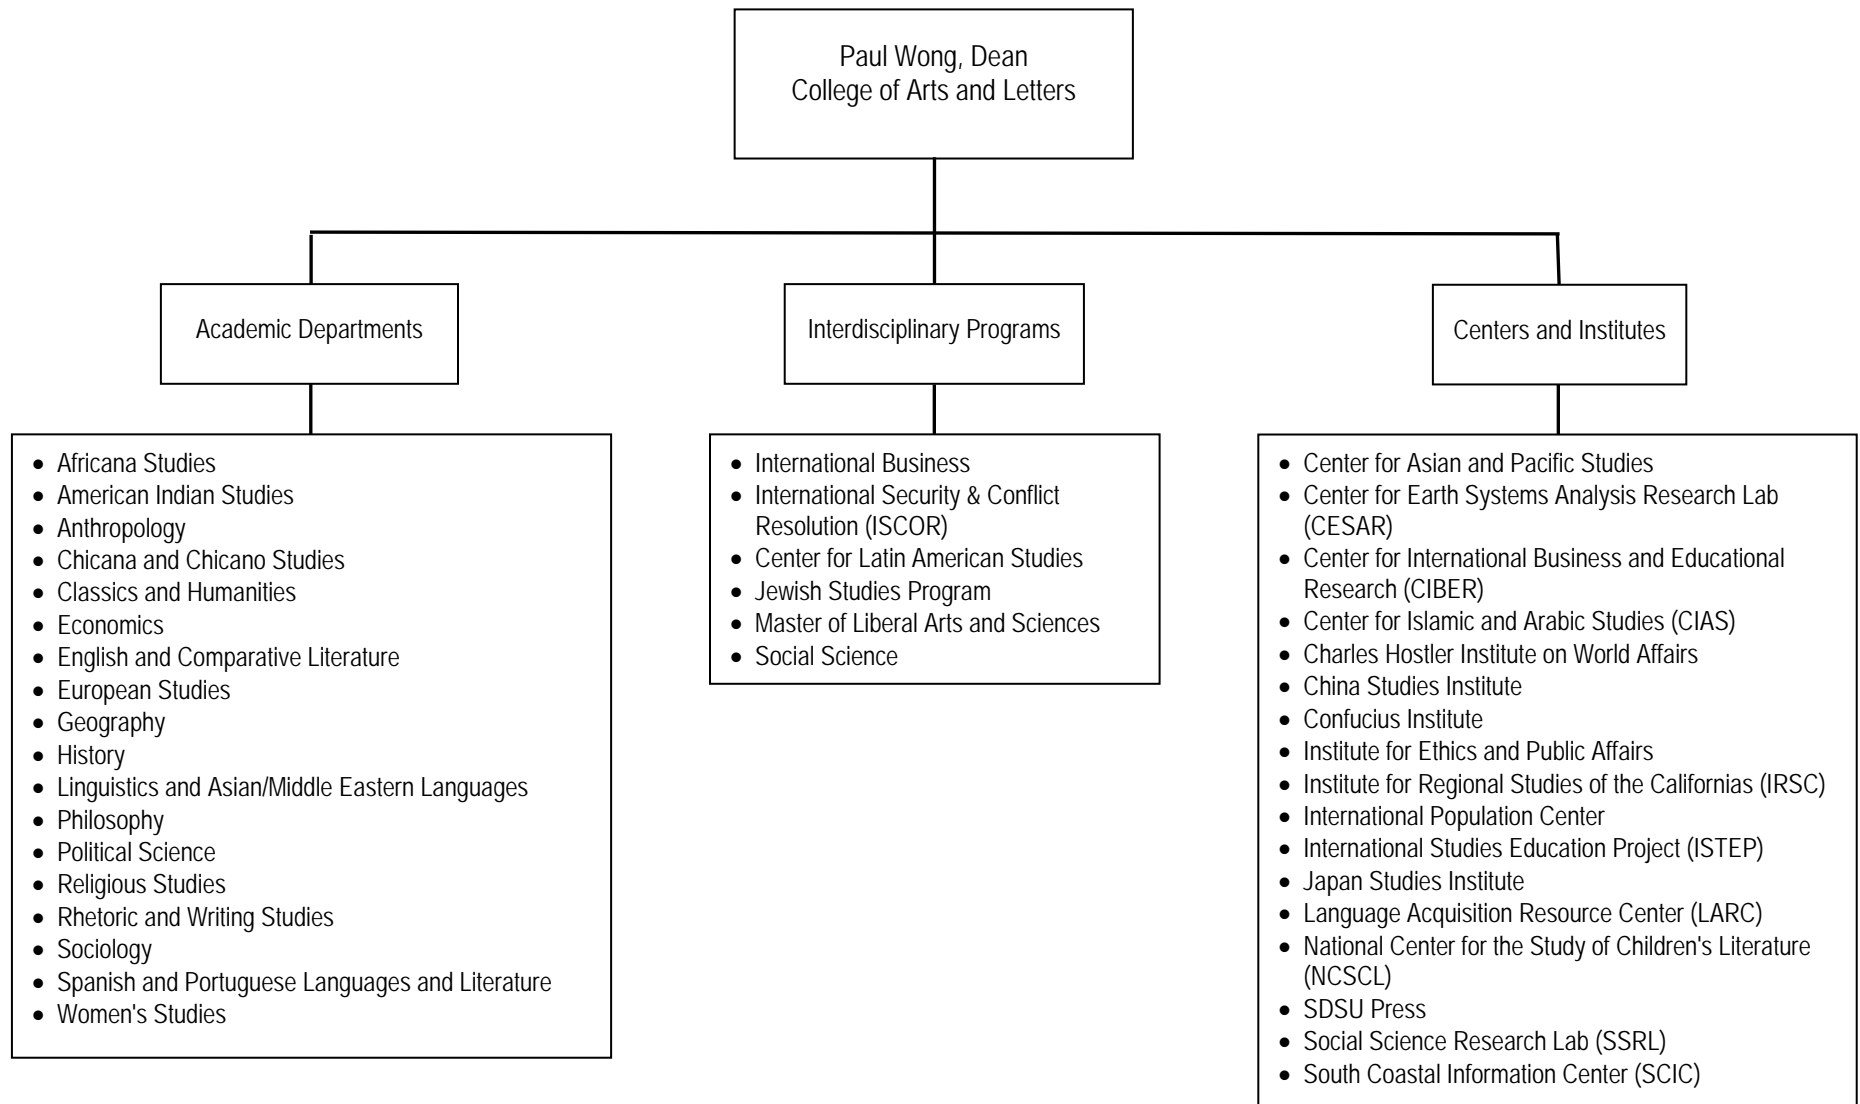 Paul Wong, Dean
College of Arts and Letters
Academic Departments
Interdisciplinary Programs
Centers and Institutes
• Africana Studies
• American Indian Studies
• Anthropology
• Chicana and Chicano Studies
• Classics and Humanities
• Economics
• English and Comparative Literature
• European Studies
• Geography
• History
• Linguistics and Asian/Middle Eastern Languages
• Philosophy
• Political Science
• Religious Studies
• Rhetoric and Writing Studies
• Sociology
• Spanish and Portuguese Languages and Literature
• Women's Studies
• International Business
• International Security & Conflict
Resolution (ISCOR)
• Center for Latin American Studies
• Jewish Studies Program
• Master of Liberal Arts and Sciences
• Social Science
• Center for Asian and Pacific Studies
• Center for Earth Systems Analysis Research Lab
(CESAR)
• Center for International Business and Educational
Research (CIBER)
• Center for Islamic and Arabic Studies (CIAS)
• Charles Hostler Institute on World Affairs
• China Studies Institute
• Confucius Institute
• Institute for Ethics and Public Affairs
• Institute for Regional Studies of the Californias (IRSC)
• International Population Center
• International Studies Education Project (ISTEP)
• Japan Studies Institute
• Language Acquisition Resource Center (LARC)
• National Center for the Study of Children's Literature
(NCSCL)
• SDSU Press
• Social Science Research Lab (SSRL)
• South Coastal Information Center (SCIC)